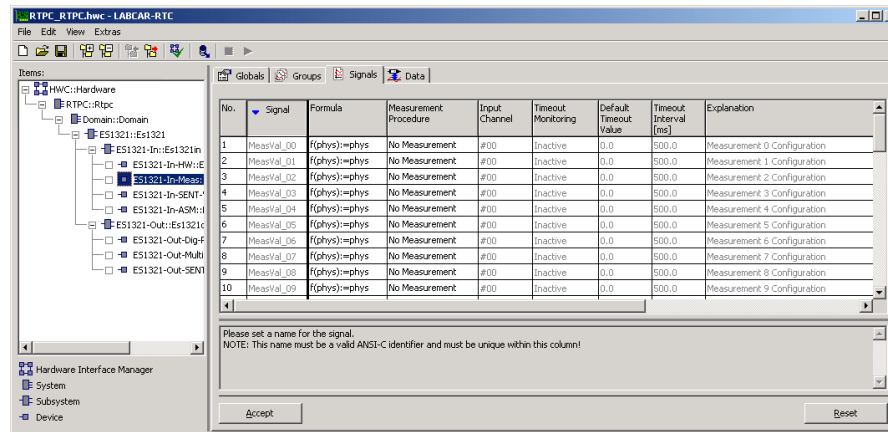 RTPC_RTPC.hwc - LABCAR-RTC
File Edit View Extras
Items:
HWC::Hardware
RTPC::Rtpc
Domain::Domain
ES1321::Es1321
ES1321-In::Es1321in
ES1321-In-HW::E
ES1321-In-Meas:
ES1321-In-SENT-
ES1321-In-ASM::
ES1321-Out::Es1321o
ES1321-Out-Dig-
ES1321-Out-Multi
ES1321-Out-SENT
Hardware Interface Manager
System
Subsystem
Device
Globals Groups Signals Data
No. Signal Formula Measurement Procedure Input Channel Timeout Monitoring Default Timeout Value Timeout Interval [ms] Explanation
1 MeasVal_00 f(phys):=phys No Measurement #00 Inactive 0.0 500.0 Measurement 0 Configuration
2 MeasVal_01 f(phys):=phys No Measurement #00 Inactive 0.0 500.0 Measurement 1 Configuration
3 MeasVal_02 f(phys):=phys No Measurement #00 Inactive 0.0 500.0 Measurement 2 Configuration
4 MeasVal_03 f(phys):=phys No Measurement #00 Inactive 0.0 500.0 Measurement 3 Configuration
5 MeasVal_04 f(phys):=phys No Measurement #00 Inactive 0.0 500.0 Measurement 4 Configuration
6 MeasVal_05 f(phys):=phys No Measurement #00 Inactive 0.0 500.0 Measurement 5 Configuration
7 MeasVal_06 f(phys):=phys No Measurement #00 Inactive 0.0 500.0 Measurement 6 Configuration
8 MeasVal_07 f(phys):=phys No Measurement #00 Inactive 0.0 500.0 Measurement 7 Configuration
9 MeasVal_08 f(phys):=phys No Measurement #00 Inactive 0.0 500.0 Measurement 8 Configuration
10 MeasVal_09 f(phys):=phys No Measurement #00 Inactive 0.0 500.0 Measurement 9 Configuration
Please set a name for the signal.
NOTE: This name must be a valid ANSI-C identifier and must be unique within this column!
Accept Reset